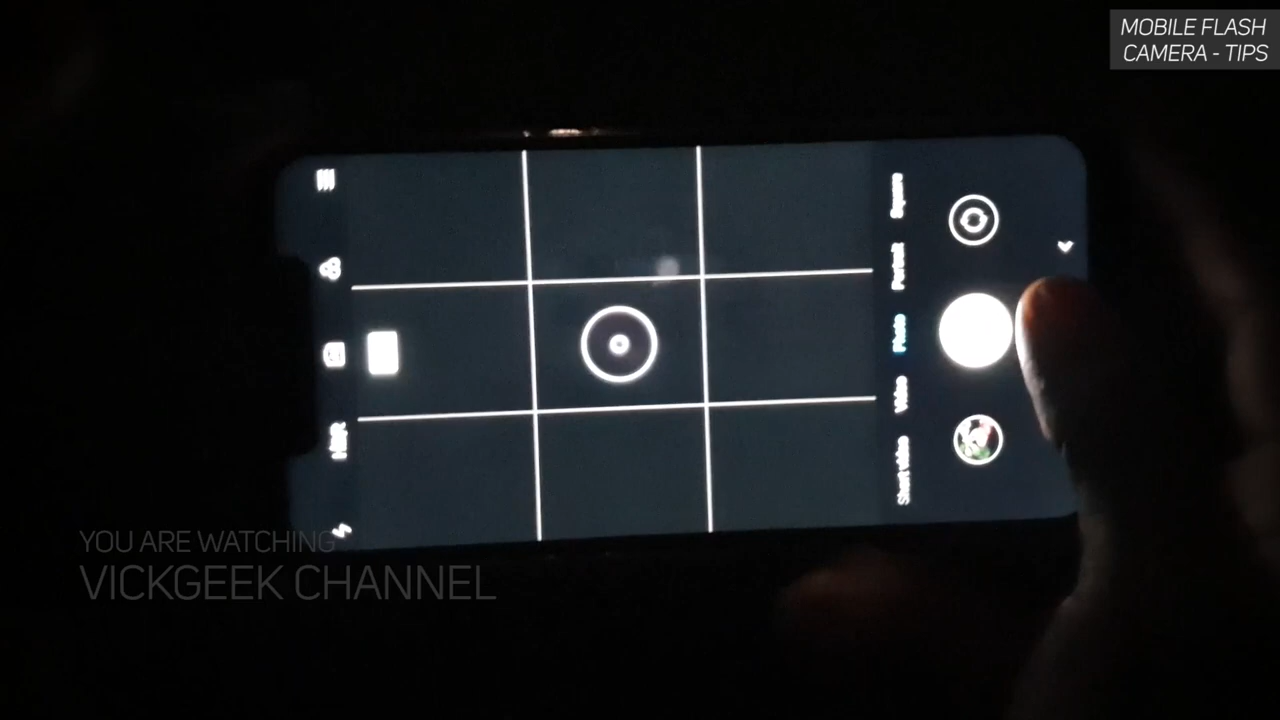 MOBILE FLASH
CAMERA - TIPS
Square
Portrait
Photo
Video
Short video
YOU ARE WATCHING
VICKGEEK CHANNEL